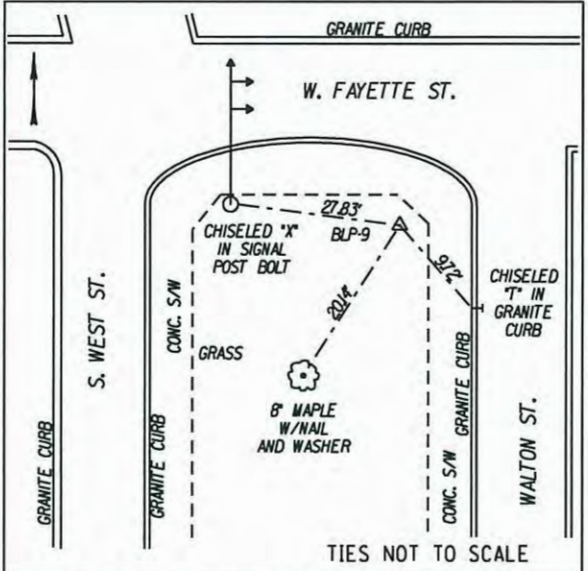 GRANITE CURB
W. FAYETTE ST.
27.83'
BLP-9
CHISELED "X"
IN SIGNAL
POST BOLT
9.72'
CHISELED
"T" IN
GRANITE
CURB
20.14'
S. WEST ST.
CONC. S/W
GRASS
8" MAPLE
W/NAIL
AND WASHER
GRANITE CURB
GRANITE CURB
GRANITE CURB
CONC. S/W
WALTON ST.
TIES NOT TO SCALE